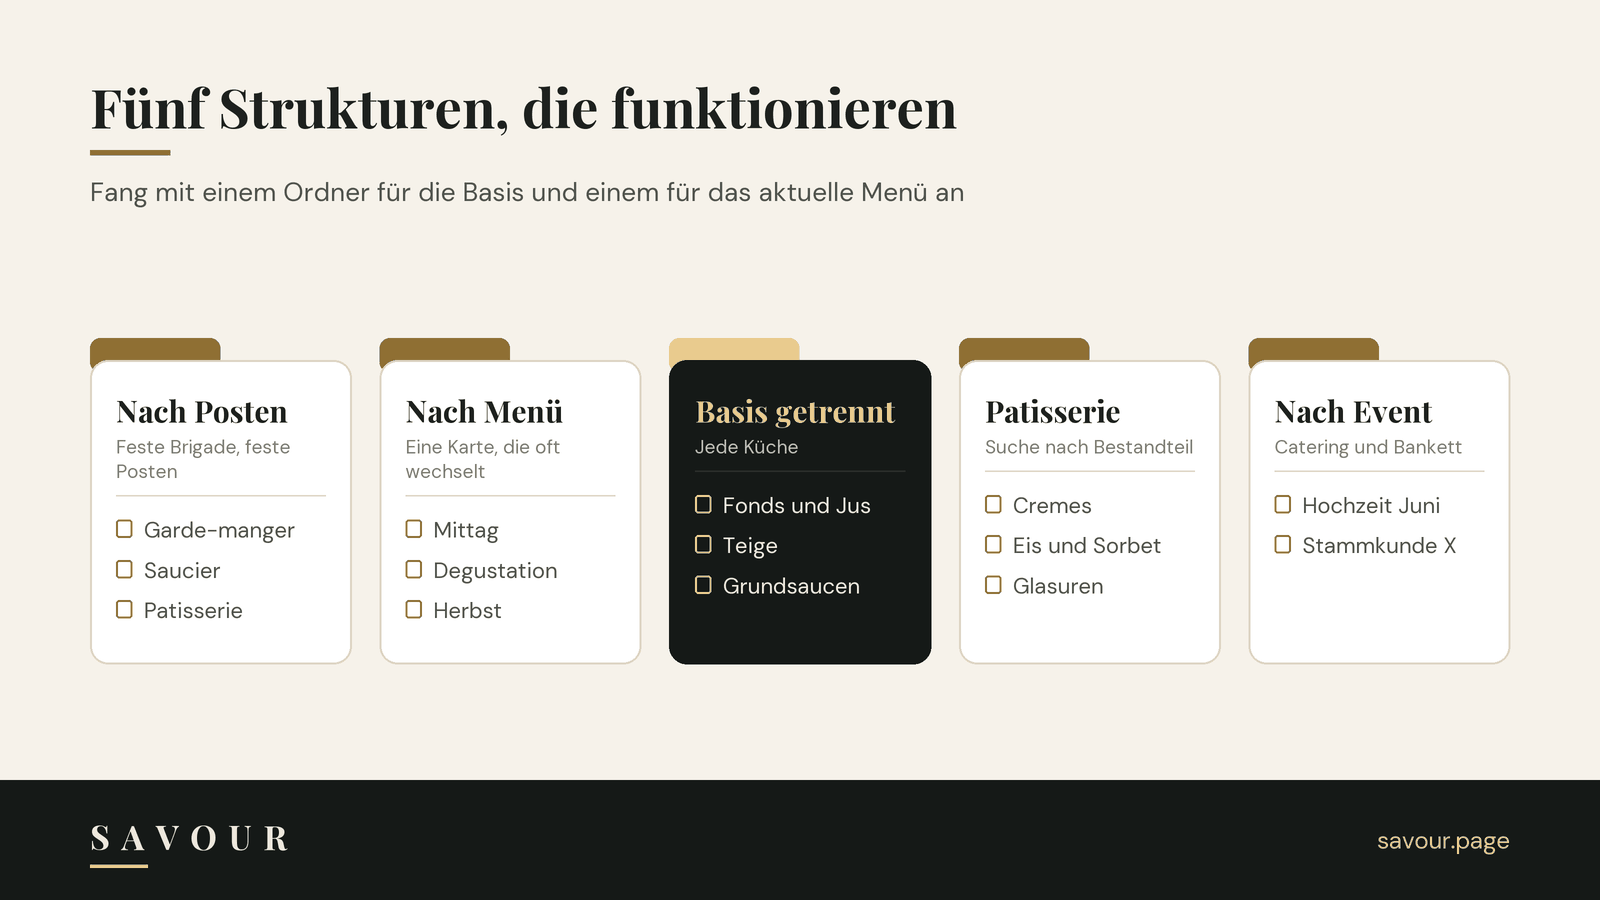 Fünf Strukturen, die funktionieren
Fang mit einem Ordner für die Basis und einem für das aktuelle Menü an
Nach Posten
Feste Brigade, feste
Posten
Garde-manger
Saucier
Patisserie
Nach Menü
Eine Karte, die oft
wechselt
Mittag
Degustation
Herbst
Basis getrennt
Jede Küche
Fonds und Jus
Teige
Grundsaucen
Patisserie
Suche nach Bestandteil
Cremes
Eis und Sorbet
Glasuren
Nach Event
Catering und Bankett
Hochzeit Juni
Stammkunde X
SAVOUR
savour.page